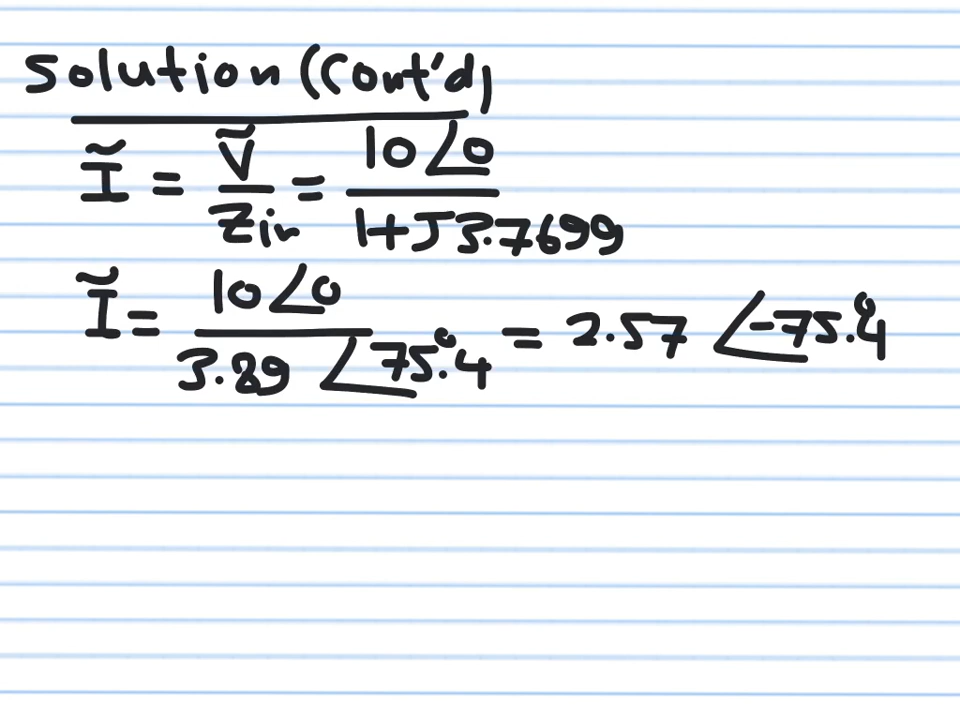 Solution (Cont'd)
Ĩ = Ṽ / Zin = 10∠0 / 1+J3.7699
Ĩ = 10∠0 / 3.89∠75°.4 = 2.57 ∠-75°.4